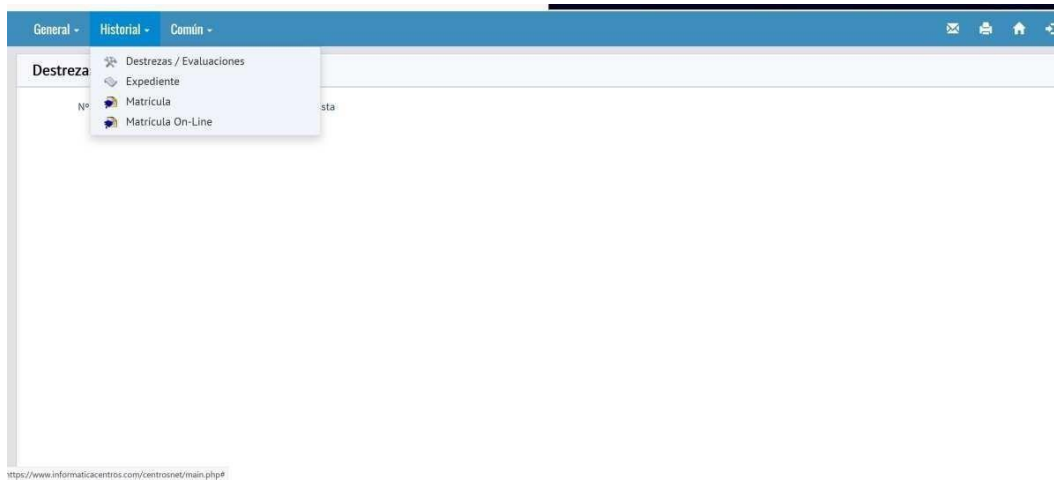 General Historial Común
Destreza
Destrezas / Evaluaciones
Expediente
Nº
sta
Matrícula
Matrícula On-Line
ttps://www.informaticacentros.com/centrosnet/main.php#